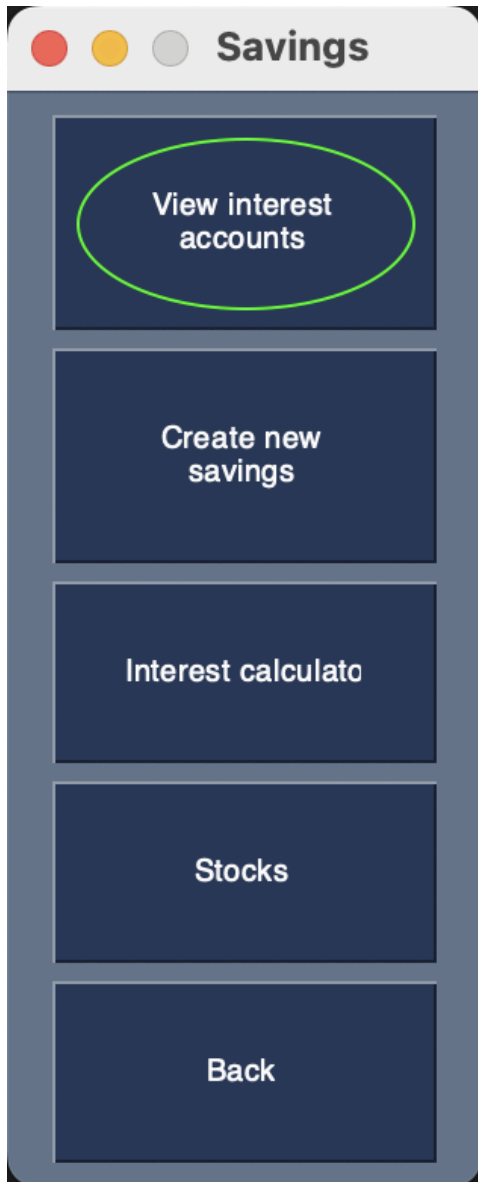 Savings
View interest
accounts
Create new
savings
Interest calculato
Stocks
Back